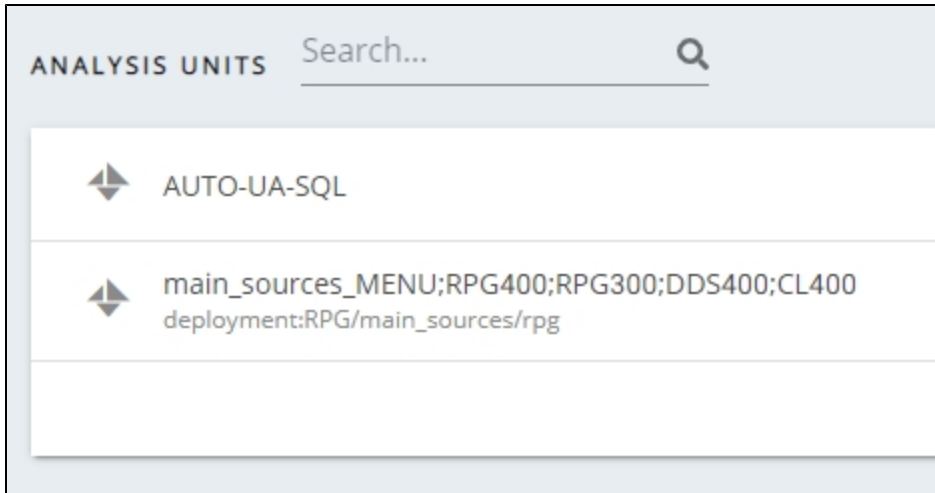 ANALYSIS UNITS Search...
AUTO-UA-SQL
main_sources_MENU;RPG400;RPG300;DDS400;CL400
deployment:RPG/main_sources/rpg